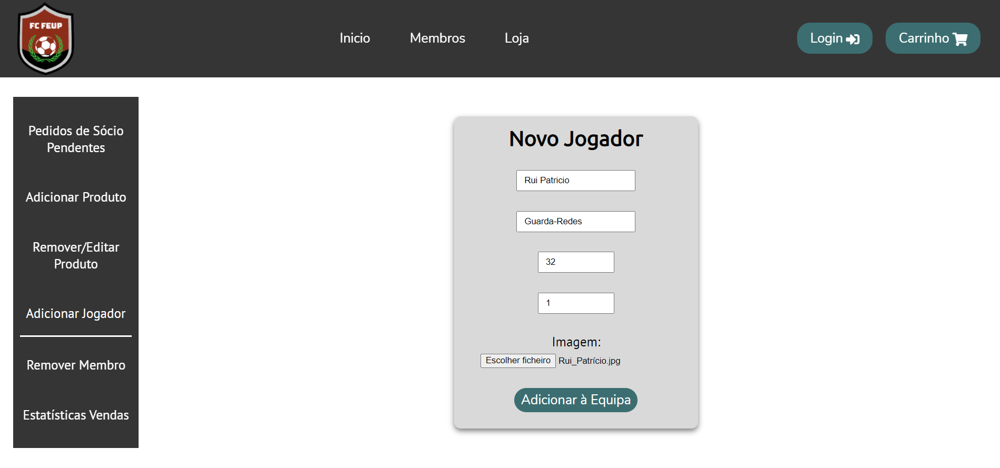 FC FEUP
Inicio
Membros
Loja
Login
Carrinho
Pedidos de Sócio
Pendentes
Adicionar Produto
Remover/Editar
Produto
Adicionar Jogador
Remover Membro
Estatísticas Vendas
Novo Jogador
Rui Patricio
Guarda-Redes
32
1
Imagem:
Escolher ficheiro Rui_Patrício.jpg
Adicionar à Equipa